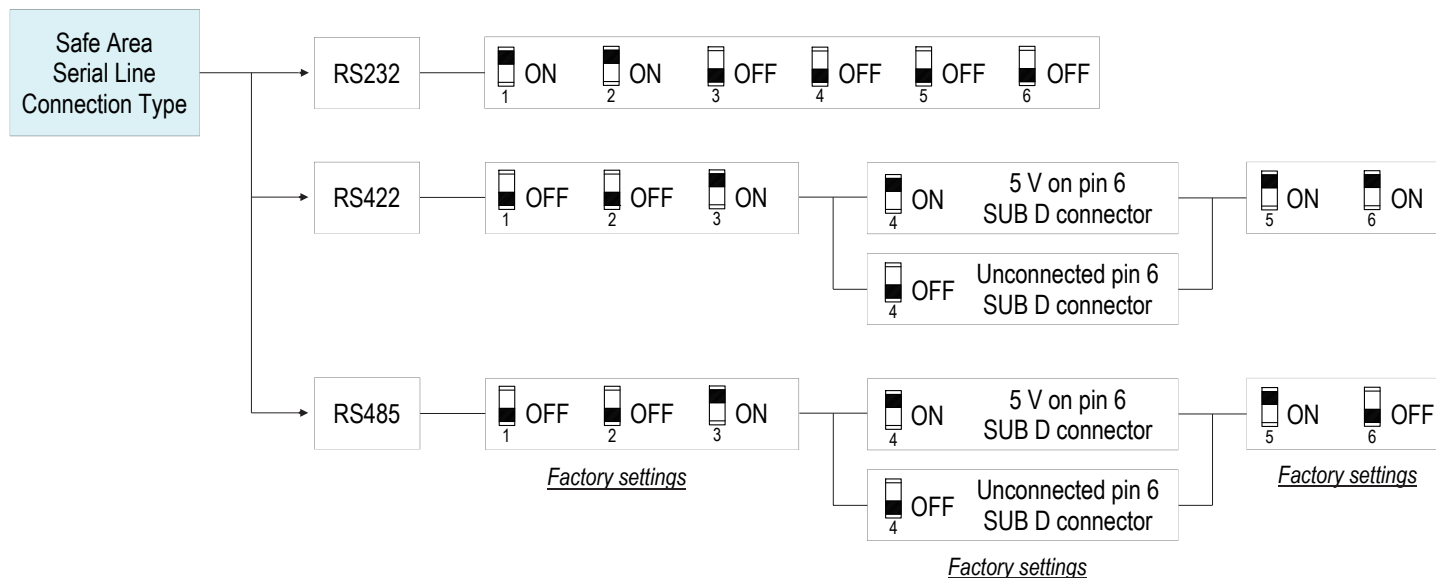 Safe Area
Serial Line
Connection Type
RS232
ON ON OFF OFF OFF OFF
1 2 3 4 5 6
RS422
OFF OFF ON
1 2 3
ON 5 V on pin 6
SUB D connector
4
OFF Unconnected pin 6
SUB D connector
4
ON ON
5 6
RS485
OFF OFF ON
1 2 3
Factory settings
ON 5 V on pin 6
SUB D connector
4
OFF Unconnected pin 6
SUB D connector
4
Factory settings
ON OFF
5 6
Factory settings